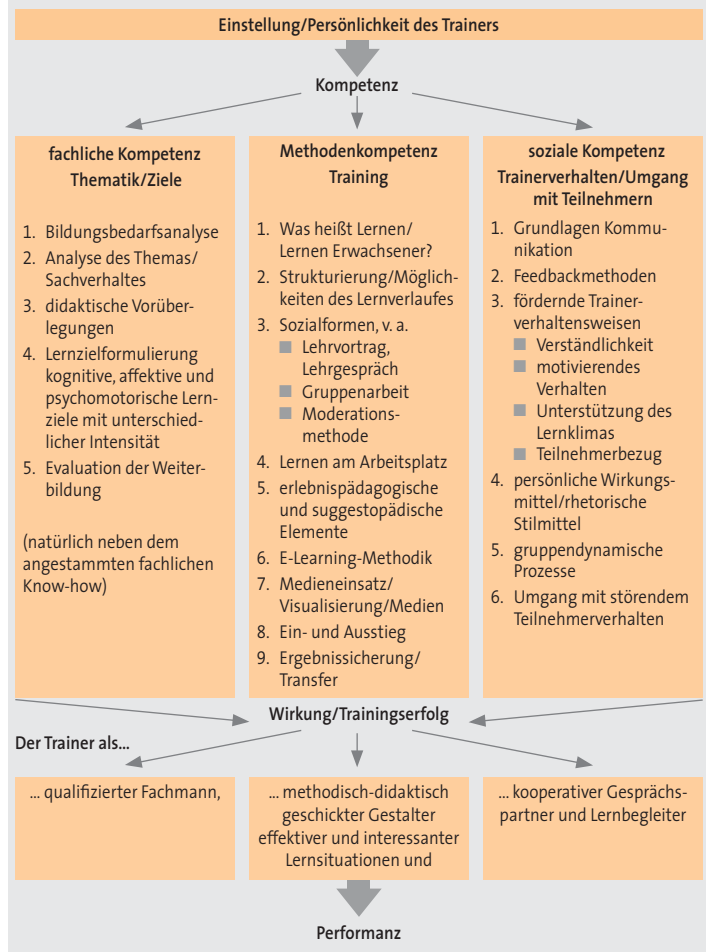 Einstellung/Persönlichkeit des Trainers
Kompetenz
fachliche Kompetenz
Thematik/Ziele
1. Bildungsbedarfsanalyse
2. Analyse des Themas/
Sachverhaltes
3. didaktische Vorüber-
legungen
4. Lernzielformulierung
kognitive, affektive und
psychomotorische Lern-
ziele mit unterschied-
licher Intensität
5. Evaluation der Weiter-
bildung
(natürlich neben dem
angestammten fachlichen
Know-how)
Methodenkompetenz
Training
1. Was heißt Lernen/
Lernen Erwachsener?
2. Strukturierung/Möglich-
keiten des Lernverlaufes
3. Sozialformen, v. a.
■ Lehrvortrag,
Lehrgespräch
■ Gruppenarbeit
■ Moderations-
methode
4. Lernen am Arbeitsplatz
5. erlebnispädagogische
und suggestopädische
Elemente
6. E-Learning-Methodik
7. Medieneinsatz/
Visualisierung/Medien
8. Ein- und Ausstieg
9. Ergebnissicherung/
Transfer
soziale Kompetenz
Trainerverhalten/Umgang
mit Teilnehmern
1. Grundlagen Kommu-
nikation
2. Feedbackmethoden
3. fördernde Trainer-
verhaltensweisen
■ Verständlichkeit
■ motivierendes
Verhalten
■ Unterstützung des
Lernklimas
■ Teilnehmerbezug
4. persönliche Wirkungs-
mittel/rhetorische
Stilmittel
5. gruppendynamische
Prozesse
6. Umgang mit störendem
Teilnehmerverhalten
Wirkung/Trainingserfolg
Der Trainer als...
... qualifizierter Fachmann,
... methodisch-didaktisch
geschickter Gestalter
effektiver und interessanter
Lernsituationen und
... kooperativer Gesprächs-
partner und Lernbegleiter
Performanz